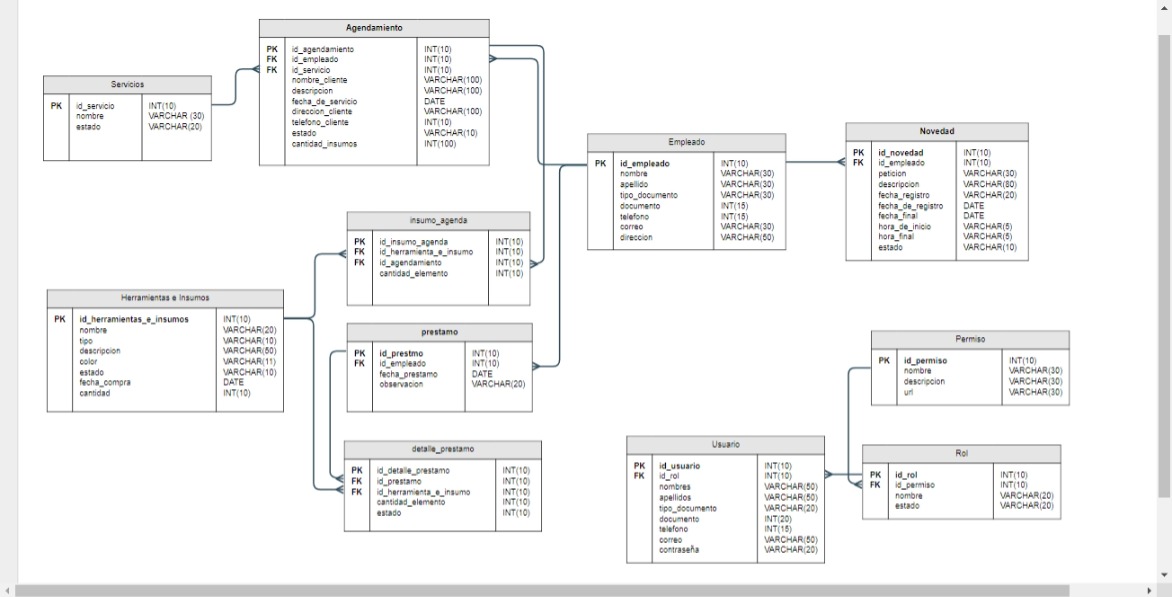 Agendamiento
PK id_agendamiento INT(10)
FK id_empleado INT(10)
FK id_servicio INT(10)
nombre_cliente VARCHAR(100)
descripcion VARCHAR(100)
fecha_de_servicio DATE
direccion_cliente VARCHAR(100)
telefono_cliente INT(10)
estado VARCHAR(10)
cantidad_insumos INT(100)
Servicios
PK id_servicio INT(10)
nombre VARCHAR (30)
estado VARCHAR(20)
Empleado
PK id_empleado INT(10)
nombre VARCHAR(30)
apellido VARCHAR(30)
tipo_documento VARCHAR(30)
documento INT(15)
telefono INT(15)
correo VARCHAR(30)
direccion VARCHAR(50)
Novedad
PK id_novedad INT(10)
FK id_empleado INT(10)
peticion VARCHAR(30)
descripcion VARCHAR(80)
fecha_registro VARCHAR(20)
fecha_de_registro DATE
fecha_final DATE
hora_de_inicio VARCHAR(5)
hora_final VARCHAR(5)
estado VARCHAR(10)
insumo_agenda
PK id_insumo_agenda INT(10)
FK id_herramienta_e_insumo INT(10)
FK id_agendamiento INT(10)
cantidad_elemento INT(10)
Herramientas e Insumos
PK id_herramientas_e_insumos INT(10)
nombre VARCHAR(20)
tipo VARCHAR(10)
descripcion VARCHAR(50)
color VARCHAR(11)
estado VARCHAR(10)
fecha_compra DATE
cantidad INT(10)
prestamo
PK id_prestmo INT(10)
FK id_empleado INT(10)
fecha_prestamo DATE
observacion VARCHAR(20)
detalle_prestamo
PK id_detalle_prestamo INT(10)
FK id_prestamo INT(10)
FK id_herramienta_e_insumo INT(10)
cantidad_elemento INT(10)
estado INT(10)
Permiso
PK id_permiso INT(10)
nombre VARCHAR(30)
descripcion VARCHAR(30)
url VARCHAR(30)
Usuario
PK id_usuario INT(10)
FK id_rol INT(10)
nombres VARCHAR(50)
apellidos VARCHAR(50)
tipo_documento VARCHAR(20)
documento INT(20)
telefono INT(15)
correo VARCHAR(50)
contraseña VARCHAR(20)
Rol
PK id_rol INT(10)
FK id_permiso INT(10)
nombre VARCHAR(20)
estado VARCHAR(20)